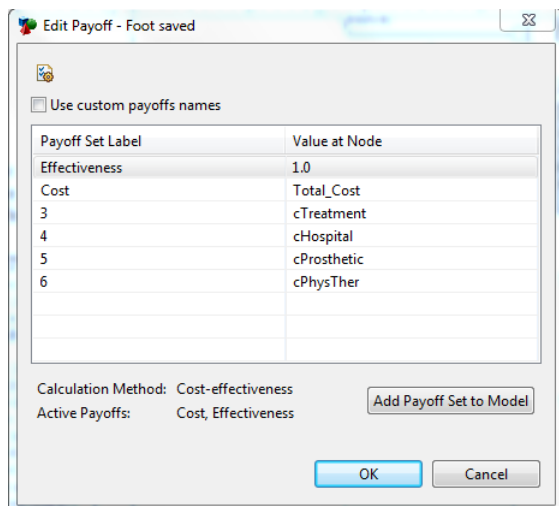 Edit Payoff - Foot saved
Use custom payoffs names
Payoff Set Label Value at Node
Effectiveness 1.0
Cost Total_Cost
3 cTreatment
4 cHospital
5 cProsthetic
6 cPhysTher
Calculation Method: Cost-effectiveness
Active Payoffs: Cost, Effectiveness
Add Payoff Set to Model
OK Cancel